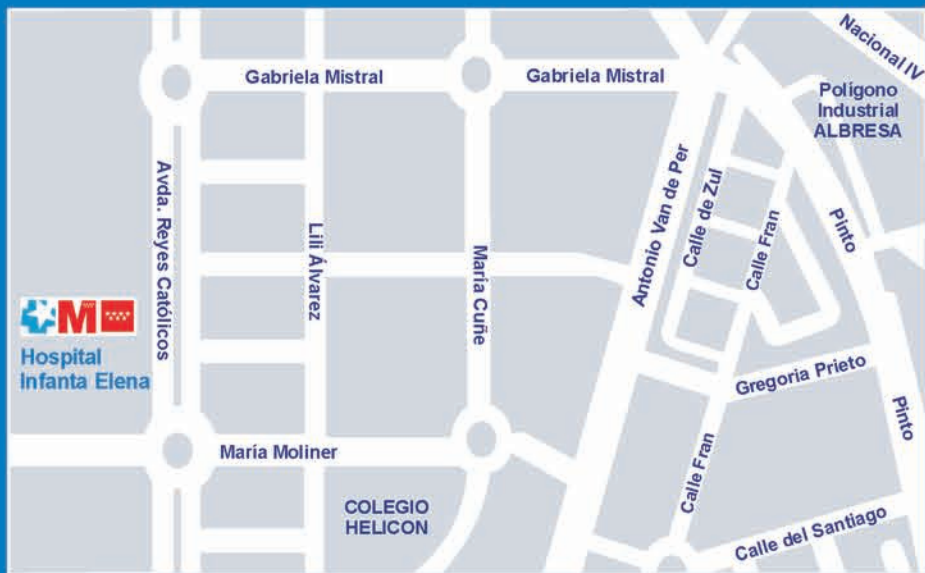 Nacional IV
Gabriela Mistral
Gabriela Mistral
Polígono
Industrial
ALBRESA
Avda. Reyes Católicos
Lili Álvarez
María Cuñe
Antonio Van de Per
Calle de Zul
Calle Fran
Pinto
M
Hospital
Infanta Elena
Gregoria Prieto
Pinto
María Moliner
Calle Fran
COLEGIO
HELICON
Calle del Santiago